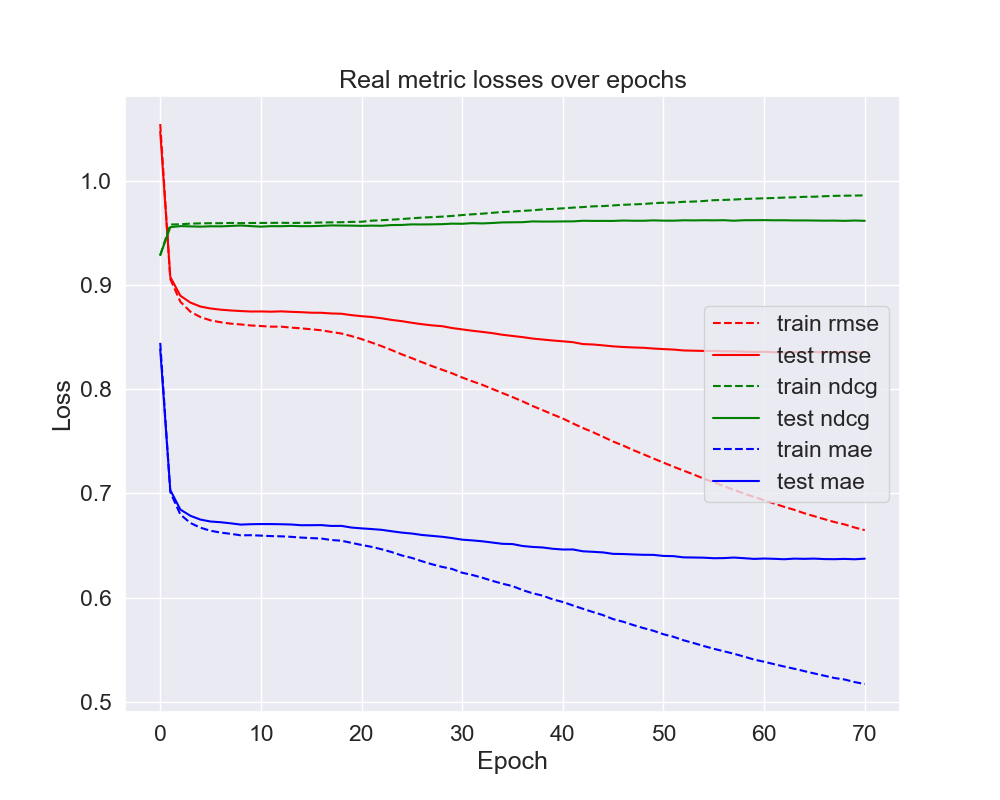 Real metric losses over epochs
Loss
1.0
0.9
0.8
0.7
0.6
0.5
train rmse
test rmse
train ndcg
test ndcg
train mae
test mae
0 10 20 30 40 50 60 70
Epoch